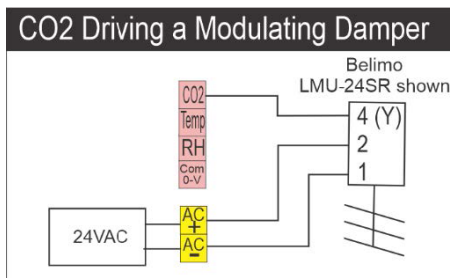 CO2 Driving a Modulating Damper
Belimo
LMU-24SR shown
CO2
Temp
RH
Com
0-V
4 (Y)
2
1
24VAC
AC
+
AC
-